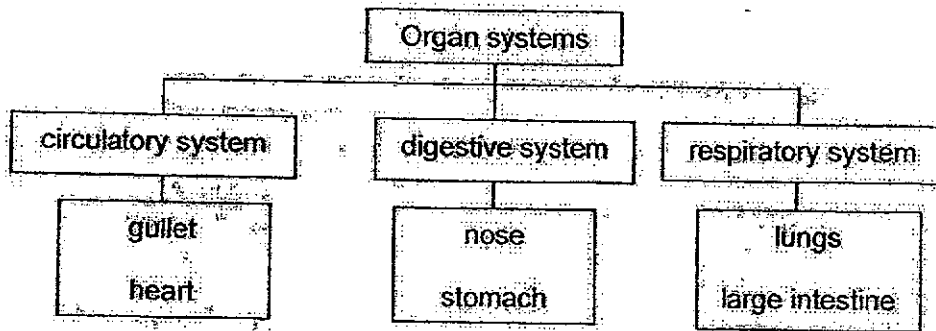 Organ systems
circulatory system
digestive system
respiratory system
gullet
heart
nose
stomach
lungs
large intestine